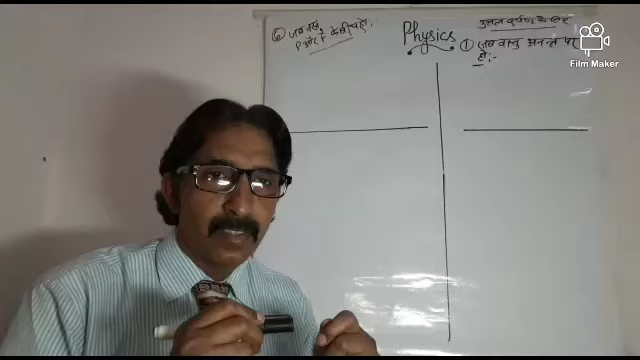 ⑥ जब वस्तु
P और F के बीच हो:-
Physics
उत्तल दर्पण के लिए
① जब वस्तु अनन्त पर
हो:-
Film Maker